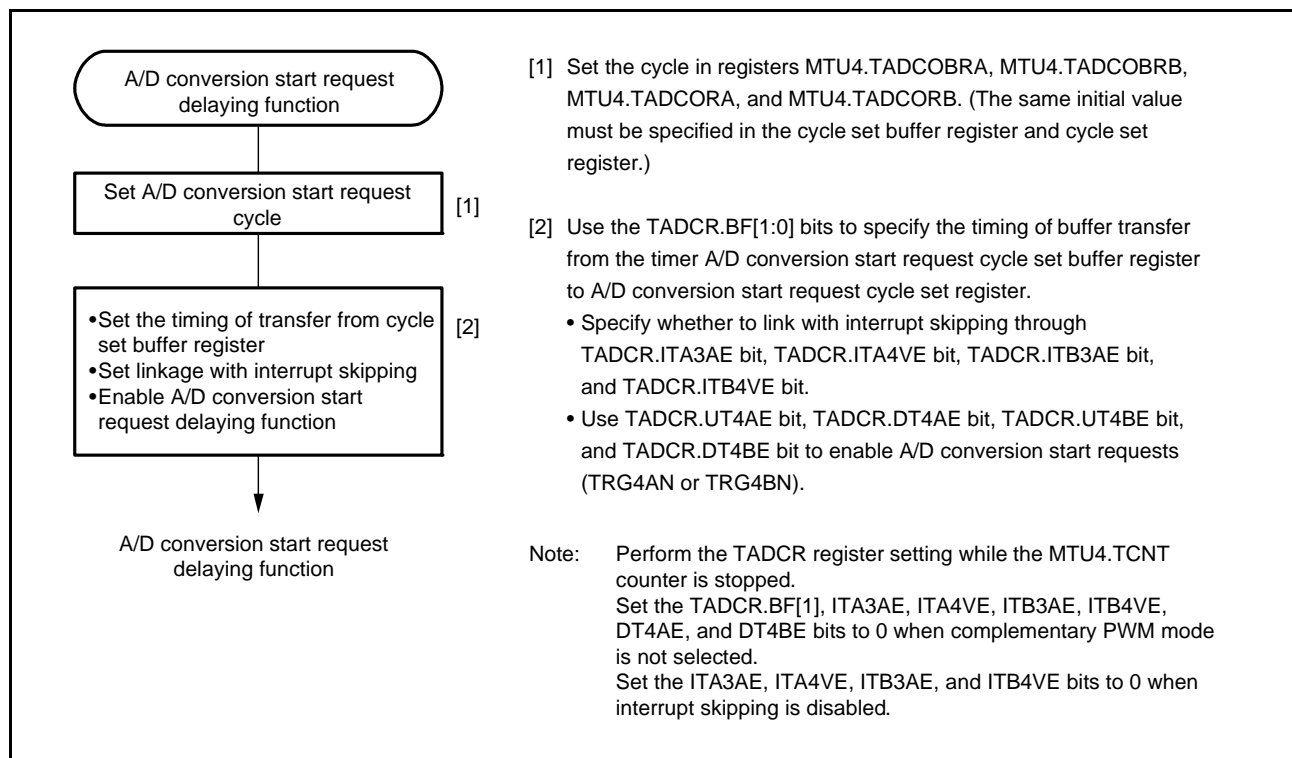 A/D conversion start request
delaying function
Set A/D conversion start request
cycle
[1]
•Set the timing of transfer from cycle
set buffer register
•Set linkage with interrupt skipping
•Enable A/D conversion start
request delaying function
[2]
A/D conversion start request
delaying function
[1] Set the cycle in registers MTU4.TADCOBRA, MTU4.TADCOBRB,
MTU4.TADCORA, and MTU4.TADCORB. (The same initial value
must be specified in the cycle set buffer register and cycle set
register.)
[2] Use the TADCR.BF[1:0] bits to specify the timing of buffer transfer
from the timer A/D conversion start request cycle set buffer register
to A/D conversion start request cycle set register.
• Specify whether to link with interrupt skipping through
TADCR.ITA3AE bit, TADCR.ITA4VE bit, TADCR.ITB3AE bit,
and TADCR.ITB4VE bit.
• Use TADCR.UT4AE bit, TADCR.DT4AE bit, TADCR.UT4BE bit,
and TADCR.DT4BE bit to enable A/D conversion start requests
(TRG4AN or TRG4BN).
Note: Perform the TADCR register setting while the MTU4.TCNT
counter is stopped.
Set the TADCR.BF[1], ITA3AE, ITA4VE, ITB3AE, ITB4VE,
DT4AE, and DT4BE bits to 0 when complementary PWM mode
is not selected.
Set the ITA3AE, ITA4VE, ITB3AE, and ITB4VE bits to 0 when
interrupt skipping is disabled.